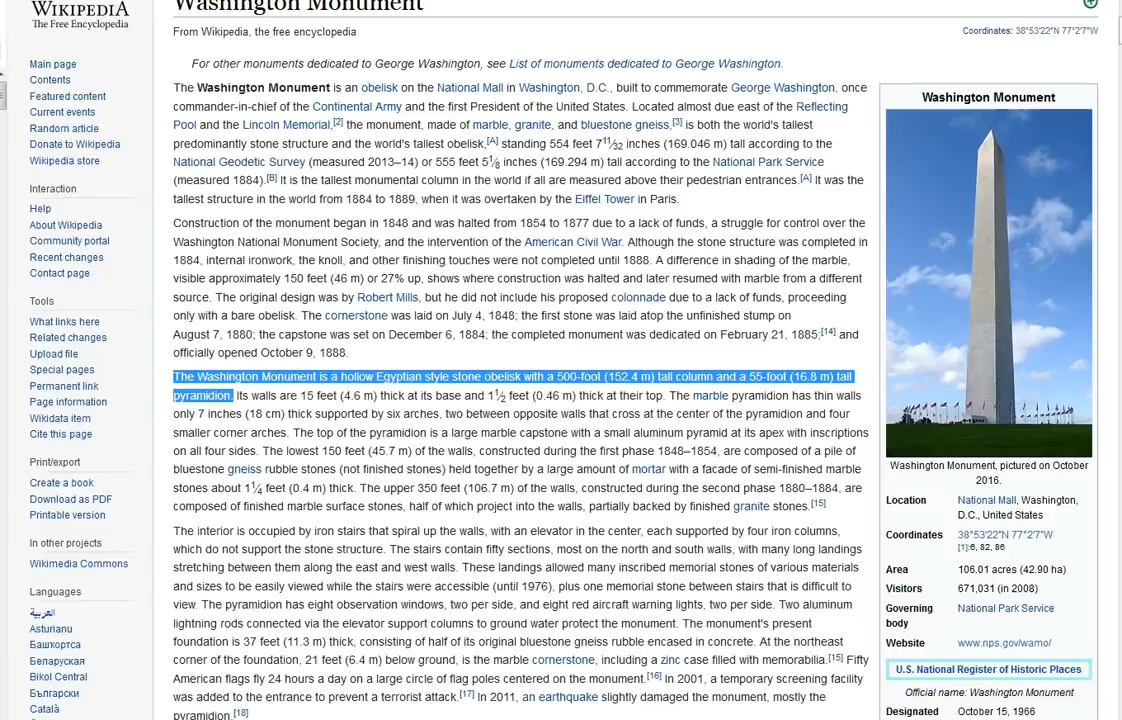 WIKIPEDIA
The Free Encyclopedia
Main page
Contents
Featured content
Current events
Random article
Donate to Wikipedia
Wikipedia store
Interaction
Help
About Wikipedia
Community portal
Recent changes
Contact page
Tools
What links here
Related changes
Upload file
Special pages
Permanent link
Page information
Wikidata item
Cite this page
Print/export
Create a book
Download as PDF
Printable version
In other projects
Wikimedia Commons
Languages
العربية
Asturianu
Башҡортса
Беларуская
Bikol Central
Български
Català
Washington Monument
From Wikipedia, the free encyclopedia
Coordinates: 38°53′22″N 77°2′7″W
For other monuments dedicated to George Washington, see List of monuments dedicated to George Washington.
The Washington Monument is an obelisk on the National Mall in Washington, D.C., built to commemorate George Washington, once
commander-in-chief of the Continental Army and the first President of the United States. Located almost due east of the Reflecting
Pool and the Lincoln Memorial,[2] the monument, made of marble, granite, and bluestone gneiss,[3] is both the world's tallest
predominantly stone structure and the world's tallest obelisk,[A] standing 554 feet 7 11⁄32 inches (169.046 m) tall according to the
National Geodetic Survey (measured 2013–14) or 555 feet 5 1⁄8 inches (169.294 m) tall according to the National Park Service
(measured 1884).[B] It is the tallest monumental column in the world if all are measured above their pedestrian entrances.[A] It was the
tallest structure in the world from 1884 to 1889, when it was overtaken by the Eiffel Tower in Paris.
Construction of the monument began in 1848 and was halted from 1854 to 1877 due to a lack of funds, a struggle for control over the
Washington National Monument Society, and the intervention of the American Civil War. Although the stone structure was completed in
1884, internal ironwork, the knoll, and other finishing touches were not completed until 1888. A difference in shading of the marble,
visible approximately 150 feet (46 m) or 27% up, shows where construction was halted and later resumed with marble from a different
source. The original design was by Robert Mills, but he did not include his proposed colonnade due to a lack of funds, proceeding
only with a bare obelisk. The cornerstone was laid on July 4, 1848; the first stone was laid atop the unfinished stump on
August 7, 1880; the capstone was set on December 6, 1884; the completed monument was dedicated on February 21, 1885;[14] and
officially opened October 9, 1888.
The Washington Monument is a hollow Egyptian style stone obelisk with a 500-foot (152.4 m) tall column and a 55-foot (16.8 m) tall
pyramidion. Its walls are 15 feet (4.6 m) thick at its base and 1 1⁄2 feet (0.46 m) thick at their top. The marble pyramidion has thin walls
only 7 inches (18 cm) thick supported by six arches, two between opposite walls that cross at the center of the pyramidion and four
smaller corner arches. The top of the pyramidion is a large marble capstone with a small aluminum pyramid at its apex with inscriptions
on all four sides. The lowest 150 feet (45.7 m) of the walls, constructed during the first phase 1848–1854, are composed of a pile of
bluestone gneiss rubble stones (not finished stones) held together by a large amount of mortar with a facade of semi-finished marble
stones about 1 1⁄4 feet (0.4 m) thick. The upper 350 feet (106.7 m) of the walls, constructed during the second phase 1880–1884, are
composed of finished marble surface stones, half of which project into the walls, partially backed by finished granite stones.[15]
The interior is occupied by iron stairs that spiral up the walls, with an elevator in the center, each supported by four iron columns,
which do not support the stone structure. The stairs contain fifty sections, most on the north and south walls, with many long landings
stretching between them along the east and west walls. These landings allowed many inscribed memorial stones of various materials
and sizes to be easily viewed while the stairs were accessible (until 1976), plus one memorial stone between stairs that is difficult to
view. The pyramidion has eight observation windows, two per side, and eight red aircraft warning lights, two per side. Two aluminum
lightning rods connected via the elevator support columns to ground water protect the monument. The monument's present
foundation is 37 feet (11.3 m) thick, consisting of half of its original bluestone gneiss rubble encased in concrete. At the northeast
corner of the foundation, 21 feet (6.4 m) below ground, is the marble cornerstone, including a zinc case filled with memorabilia.[15] Fifty
American flags fly 24 hours a day on a large circle of flag poles centered on the monument.[16] In 2001, a temporary screening facility
was added to the entrance to prevent a terrorist attack.[17] In 2011, an earthquake slightly damaged the monument, mostly the
pyramidion.[18]
Washington Monument
Washington Monument, pictured on October
2016.
Location National Mall, Washington,
D.C., United States
Coordinates 38°53′22″N 77°2′7″W
[1]:6, 82, 86
Area 106.01 acres (42.90 ha)
Visitors 671,031 (in 2008)
Governing National Park Service
body
Website www.nps.gov/wamo/
U.S. National Register of Historic Places
Official name: Washington Monument
Designated October 15, 1966